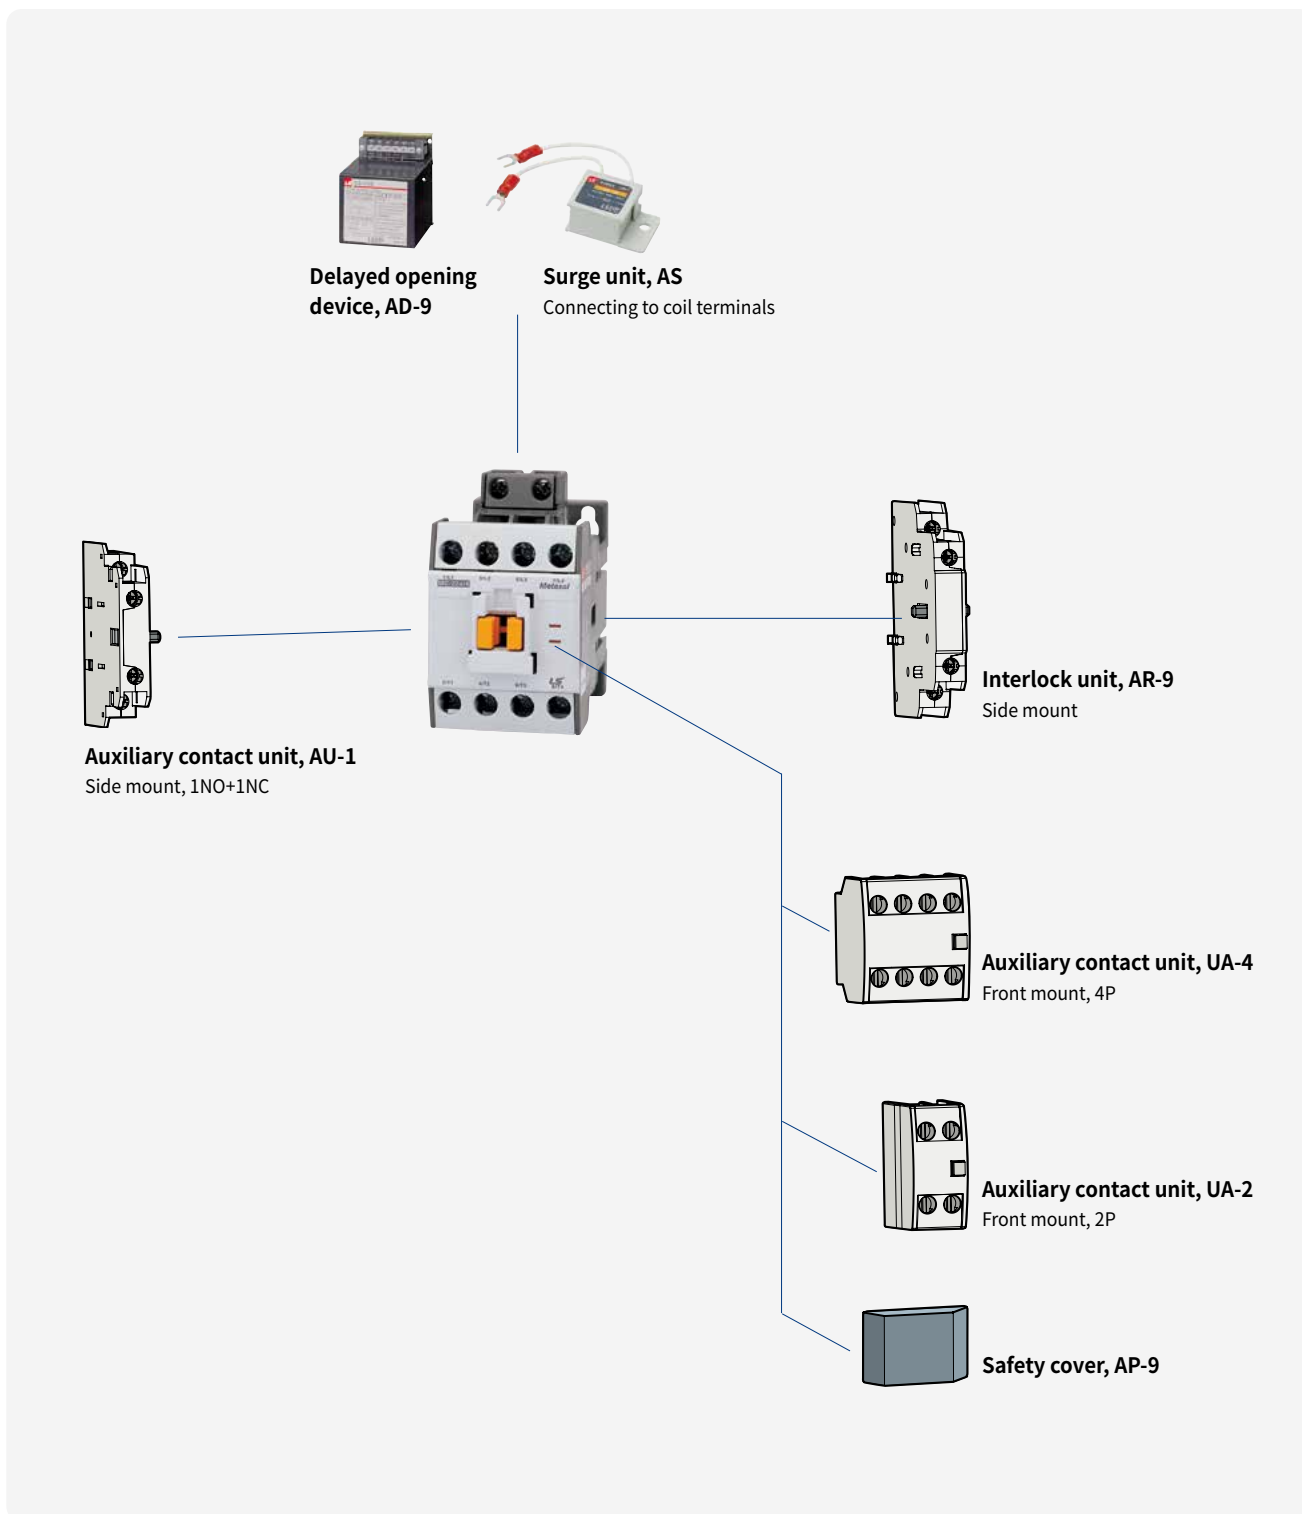 Delayed opening
device, AD-9
Surge unit, AS
Connecting to coil terminals
Metasol
LS
Interlock unit, AR-9
Side mount
Auxiliary contact unit, AU-1
Side mount, 1NO+1NC
Auxiliary contact unit, UA-4
Front mount, 4P
Auxiliary contact unit, UA-2
Front mount, 2P
Safety cover, AP-9